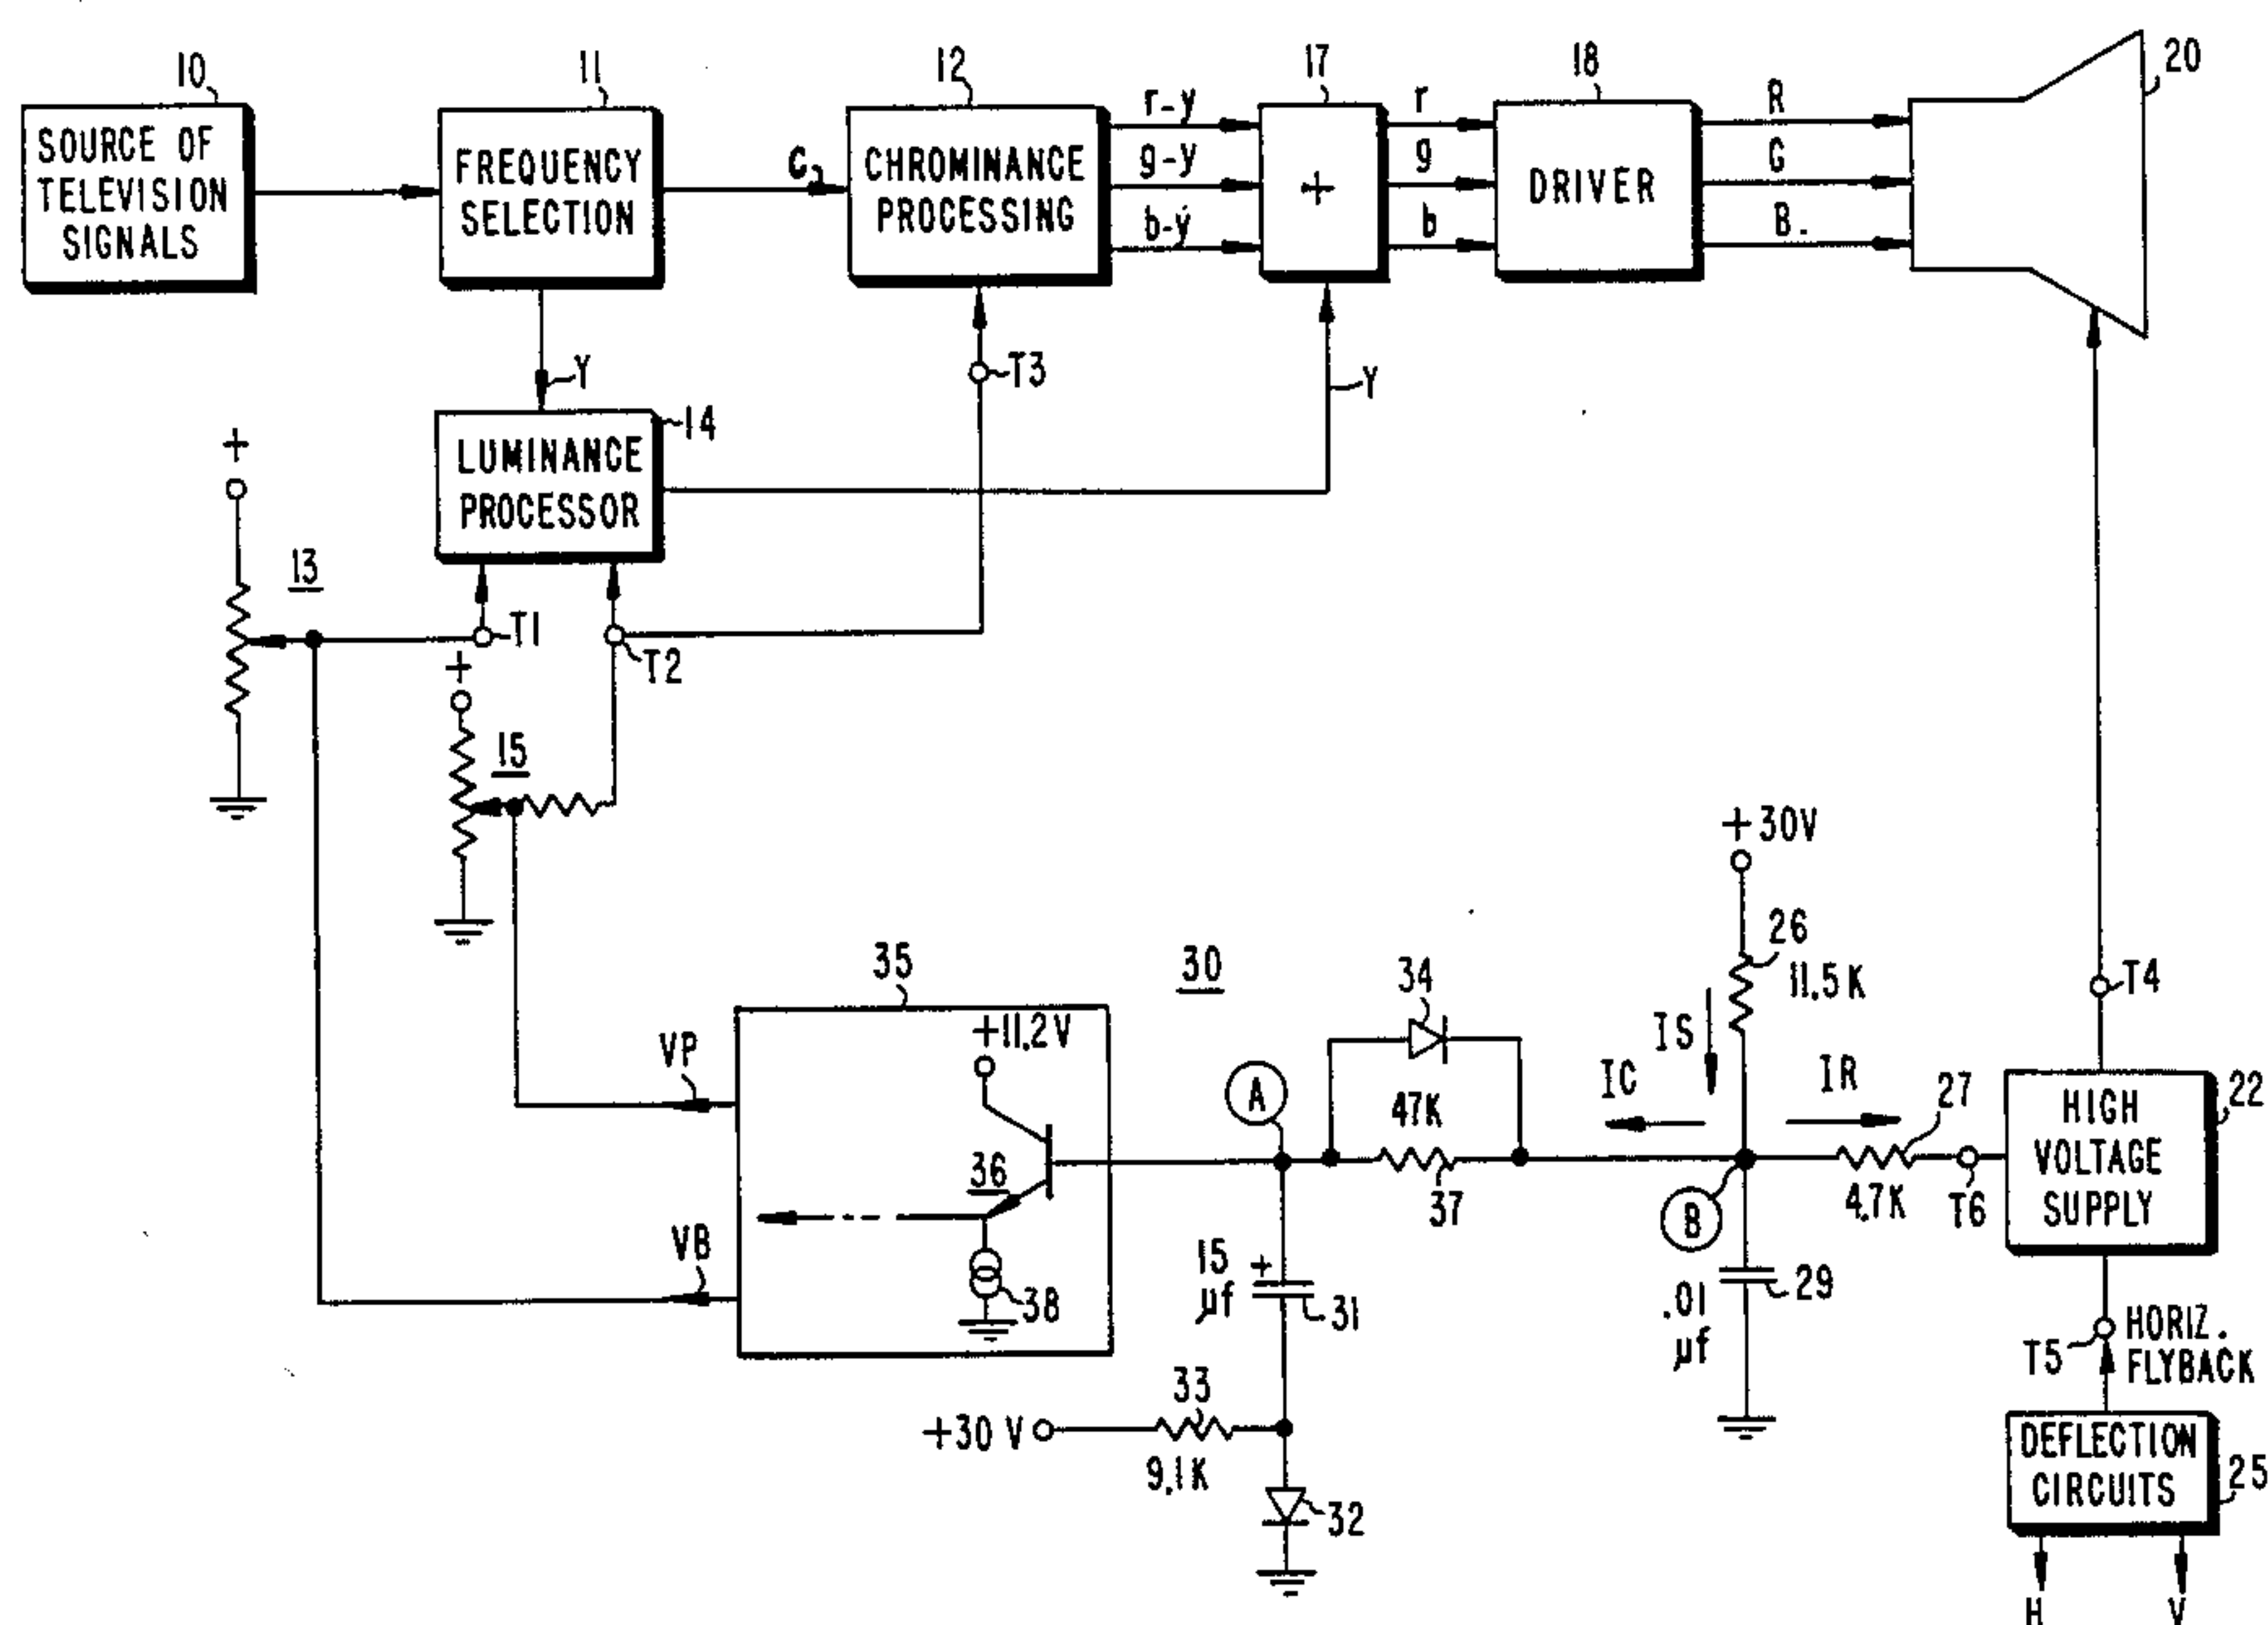 10
SOURCE OF
TELEVISION
SIGNALS
11
FREQUENCY
SELECTION
C
12
CHROMINANCE
PROCESSING
r-y
g-y
b-y
17
+
r
g
b
18
DRIVER
R
G
B.
20
Y
14
LUMINANCE
PROCESSOR
T3
Y
+
13
T1
T2
+
15
+30V
26
11.5K
IS
IC
IR
27
4.7K
T6
T4
22
HIGH
VOLTAGE
SUPPLY
35
30
34
+11.2V
VP
A
47K
37
36
B
VB
38
15
µf
+
31
.01
µf
29
T5
HORIZ.
FLYBACK
33
+30 V
9.1K
32
DEFLECTION
CIRCUITS
25
H
V